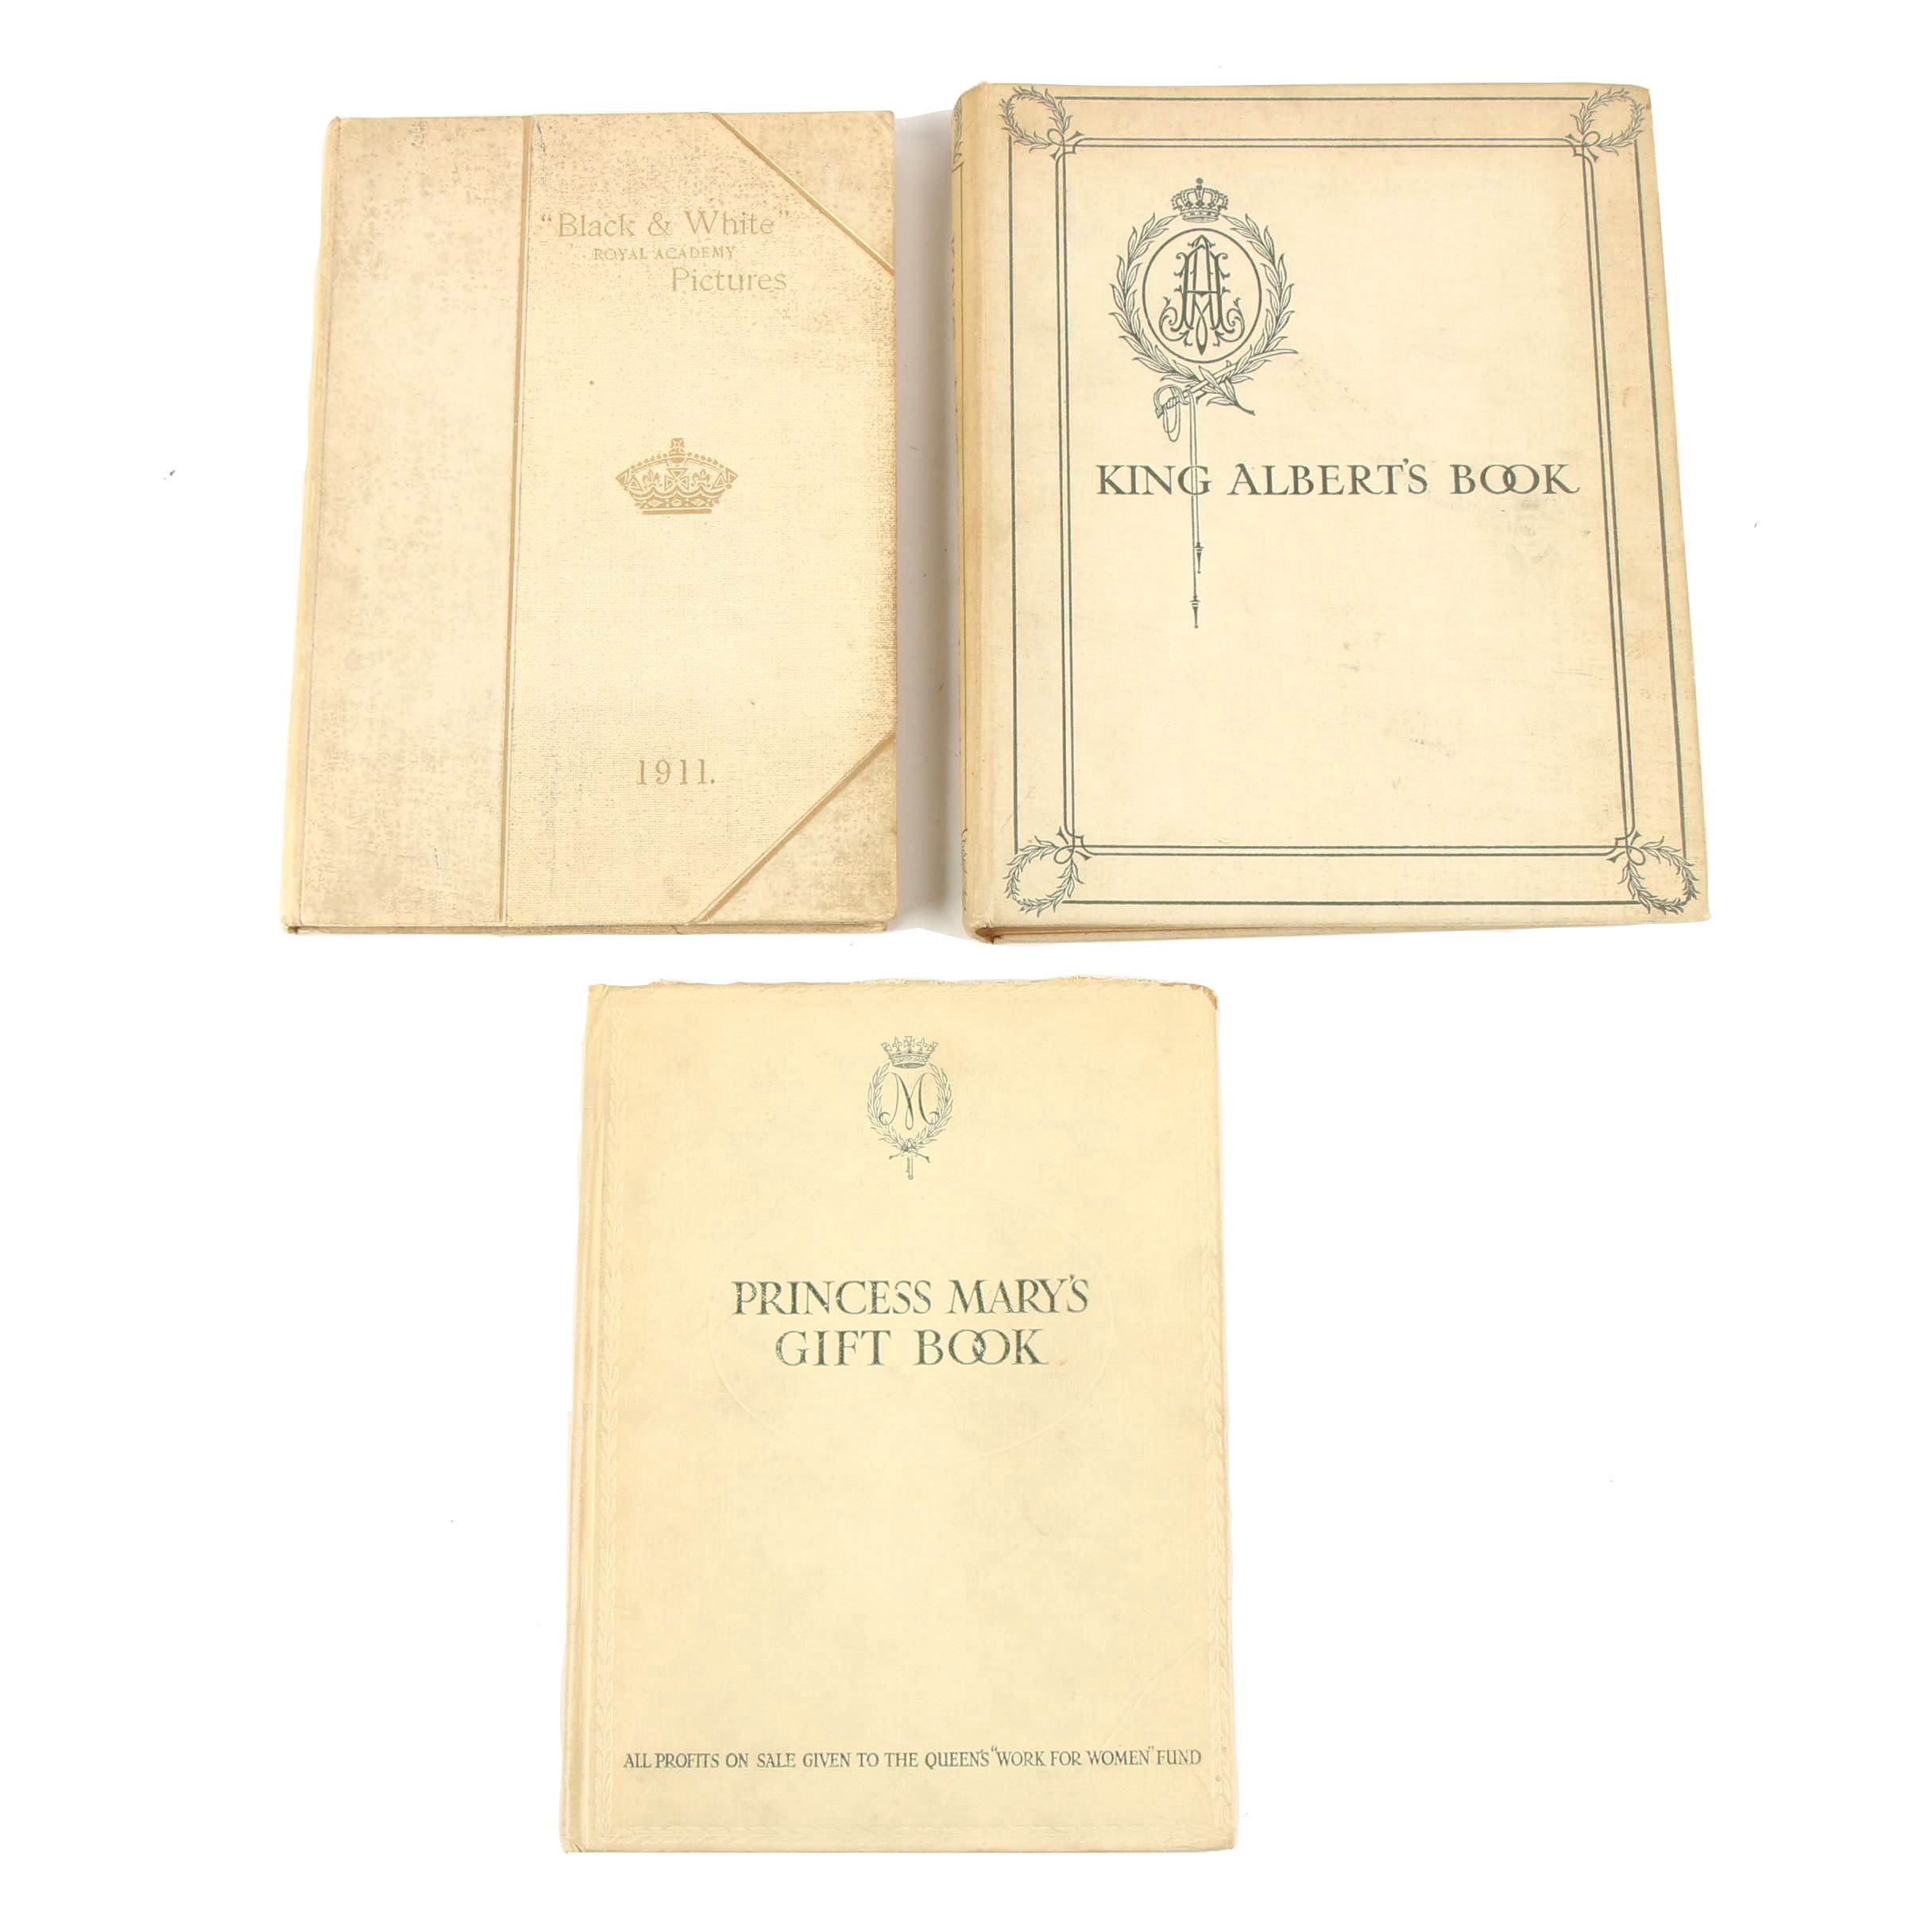 "Black & White"
ROYAL ACADEMY
Pictures
1911.
A
KING ALBERT'S BOOK
M
PRINCESS MARY'S
GIFT BOOK
ALL PROFITS ON SALE GIVEN TO THE QUEEN'S "WORK FOR WOMEN" FUND